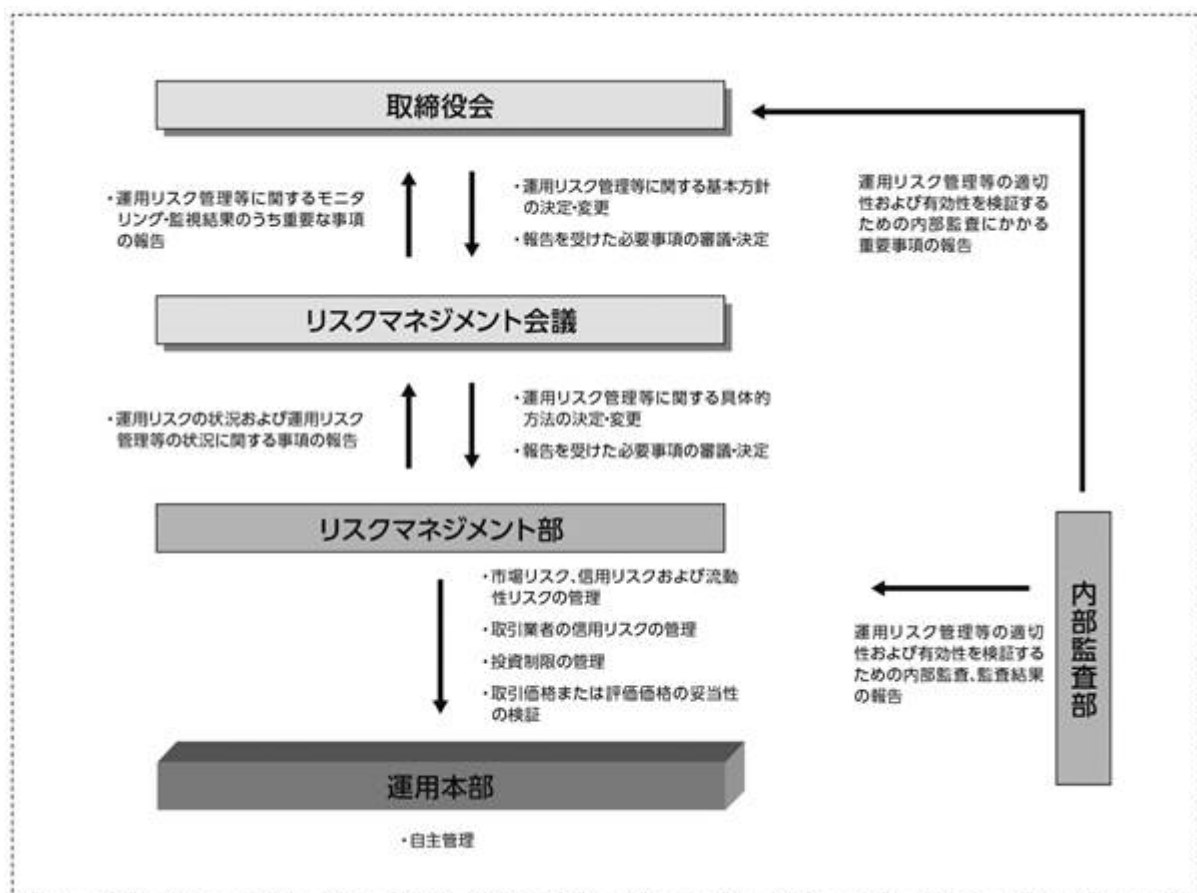 取締役会
・運用リスク管理等に関するモニタ
リング・監視結果のうち重要な事項
の報告
・運用リスク管理等に関する基本方針
の決定・変更
・報告を受けた必要事項の審議・決定
運用リスク管理等の適切
性および有効性を検証する
ための内部監査にかかる
重要事項の報告
リスクマネジメント会議
・運用リスクの状況および運用リスク
管理等の状況に関する事項の報告
・運用リスク管理等に関する具体的
方法の決定・変更
・報告を受けた必要事項の審議・決定
リスクマネジメント部
・市場リスク、信用リスクおよび流動
性リスクの管理
・取引業者の信用リスクの管理
・投資制限の管理
・取引価格または評価価格の妥当性
の検証
運用リスク管理等の適切
性および有効性を検証する
ための内部監査、監査結果
の報告
内部監査部
運用本部
・自主管理